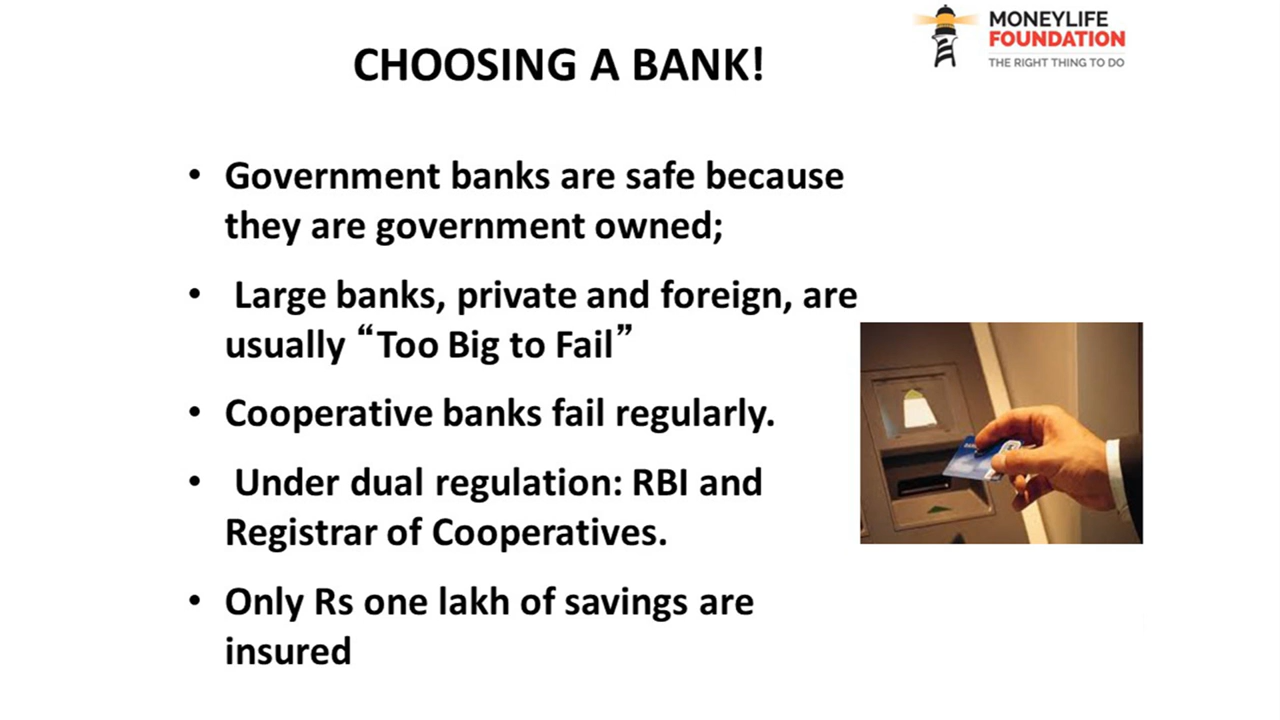 MONEYLIFE
FOUNDATION
THE RIGHT THING TO DO
CHOOSING A BANK!
• Government banks are safe because
they are government owned;
• Large banks, private and foreign, are
usually “Too Big to Fail”
• Cooperative banks fail regularly.
• Under dual regulation: RBI and
Registrar of Cooperatives.
• Only Rs one lakh of savings are
insured